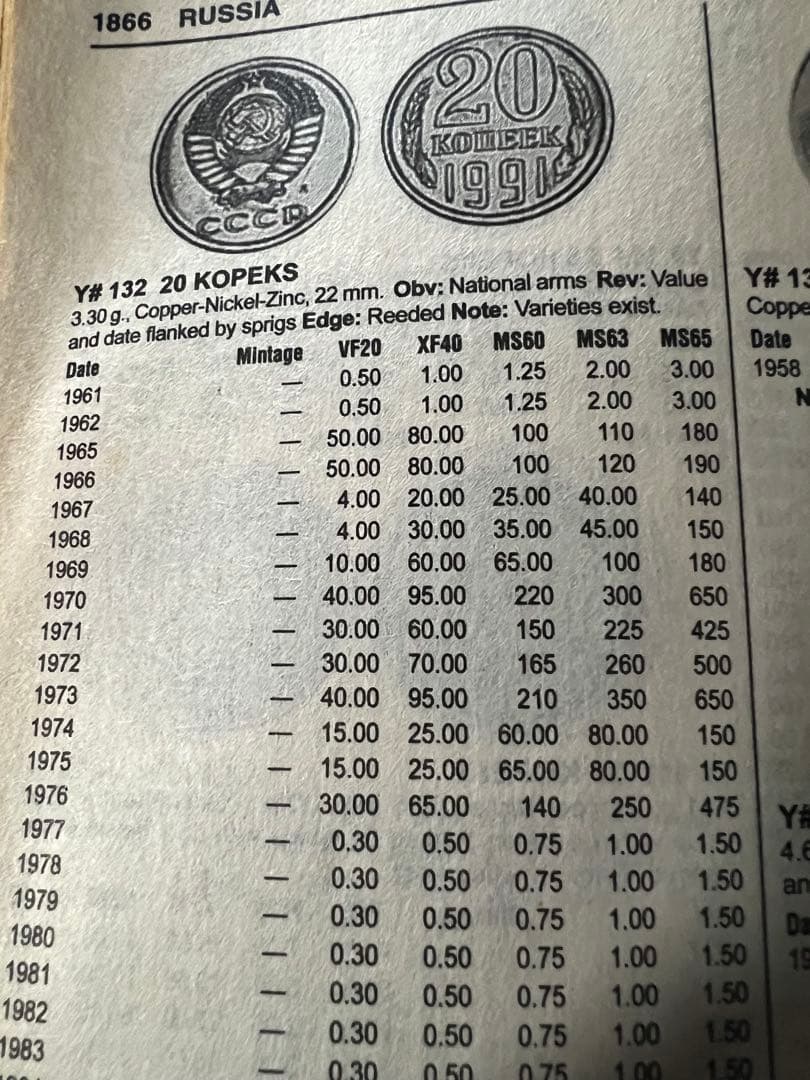 1866 RUSSIA
СССР
20
КОПЕЕК
1991
Y# 132 20 KOPEKS
3.30 g., Copper-Nickel-Zinc, 22 mm. Obv: National arms Rev: Value
and date flanked by sprigs Edge: Reeded Note: Varieties exist.
Date Mintage VF20 XF40 MS60 MS63 MS65
1961 — 0.50 1.00 1.25 2.00 3.00
1962 — 0.50 1.00 1.25 2.00 3.00
1965 — 50.00 80.00 100 110 180
1966 — 50.00 80.00 100 120 190
1967 — 4.00 20.00 25.00 40.00 140
1968 — 4.00 30.00 35.00 45.00 150
1969 — 10.00 60.00 65.00 100 180
1970 — 40.00 95.00 220 300 650
1971 — 30.00 60.00 150 225 425
1972 — 30.00 70.00 165 260 500
1973 — 40.00 95.00 210 350 650
1974 — 15.00 25.00 60.00 80.00 150
1975 — 15.00 25.00 65.00 80.00 150
1976 — 30.00 65.00 140 250 475
1977 — 0.30 0.50 0.75 1.00 1.50
1978 — 0.30 0.50 0.75 1.00 1.50
1979 — 0.30 0.50 0.75 1.00 1.50
1980 — 0.30 0.50 0.75 1.00 1.50
1981 — 0.30 0.50 0.75 1.00 1.50
1982 — 0.30 0.50 0.75 1.00 1.50
1983 — 0.30 0.50 0.75 1.00 1.50
Y# 13
Coppe
Date
1958
N
Y#
4.6
an
Da
19